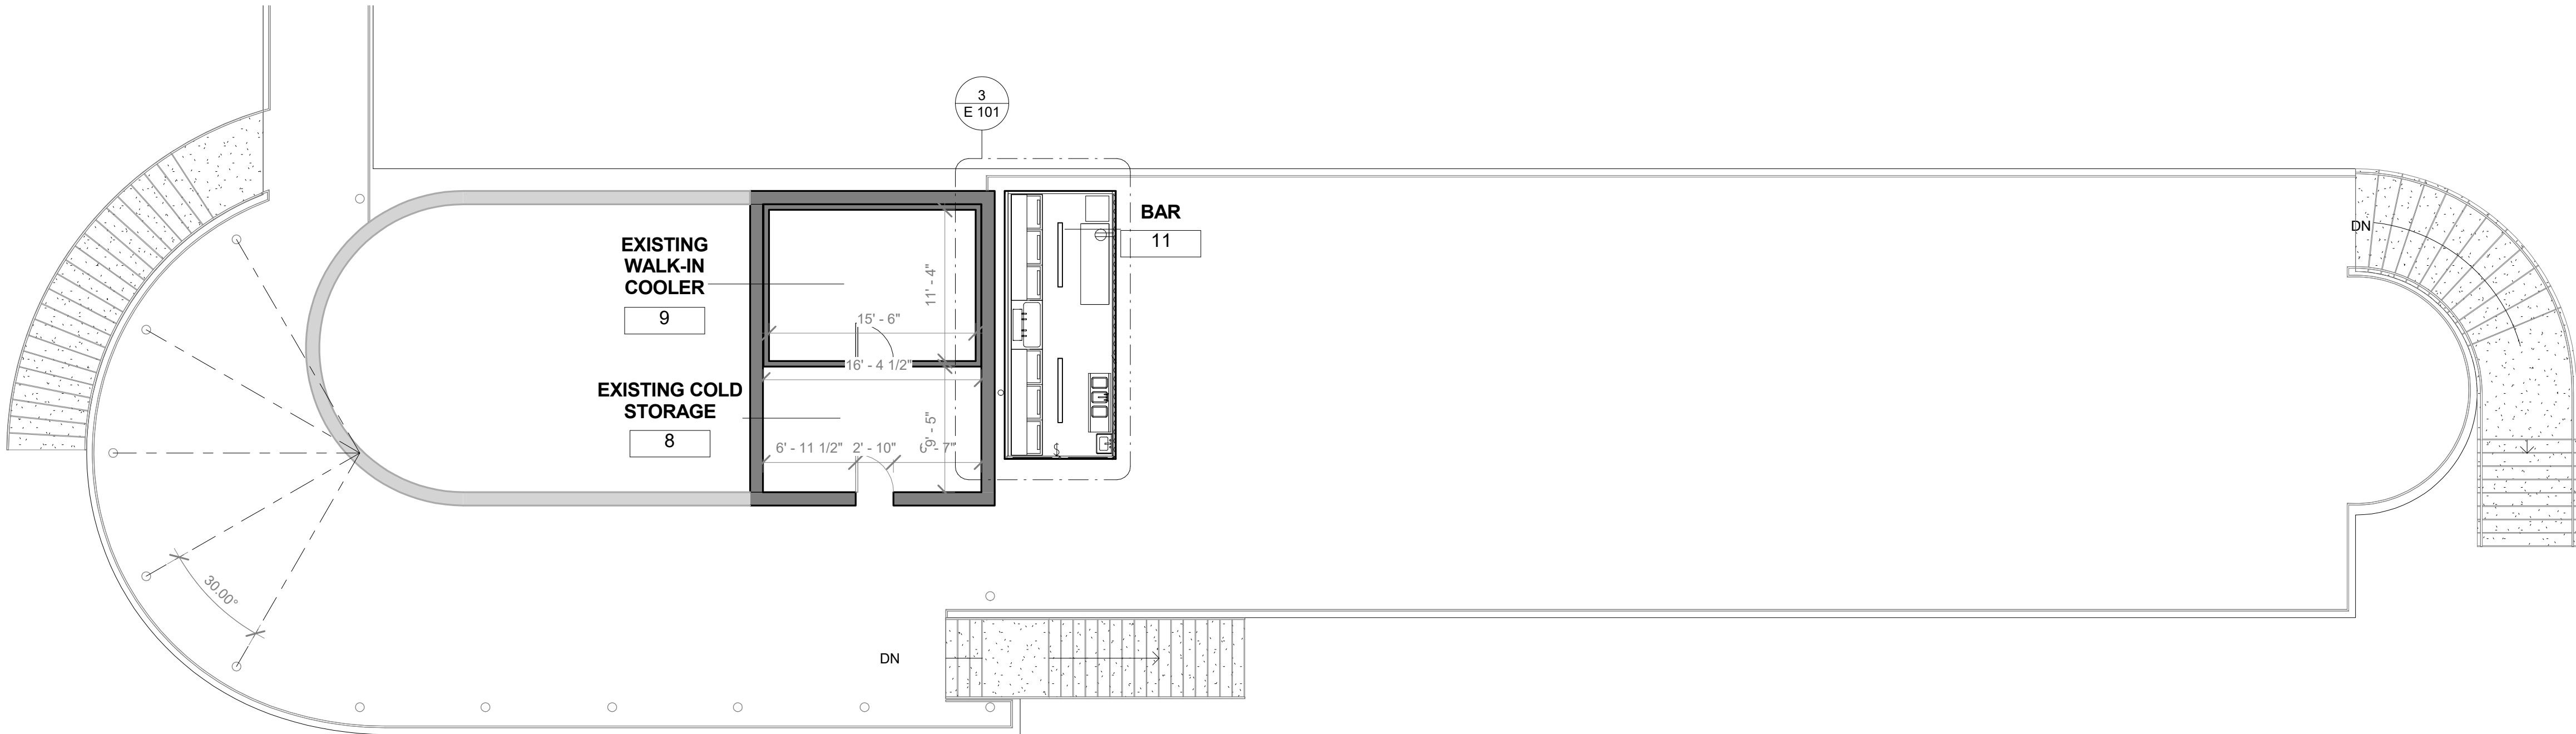 3
E 101
BAR
11
DN
EXISTING
WALK-IN
COOLER
9
11' - 4"
15' - 6"
16' - 4 1/2"
EXISTING COLD
STORAGE
8
9' - 5"
6' - 11 1/2"
2' - 10"
6' - 7"
$
30.00°
DN